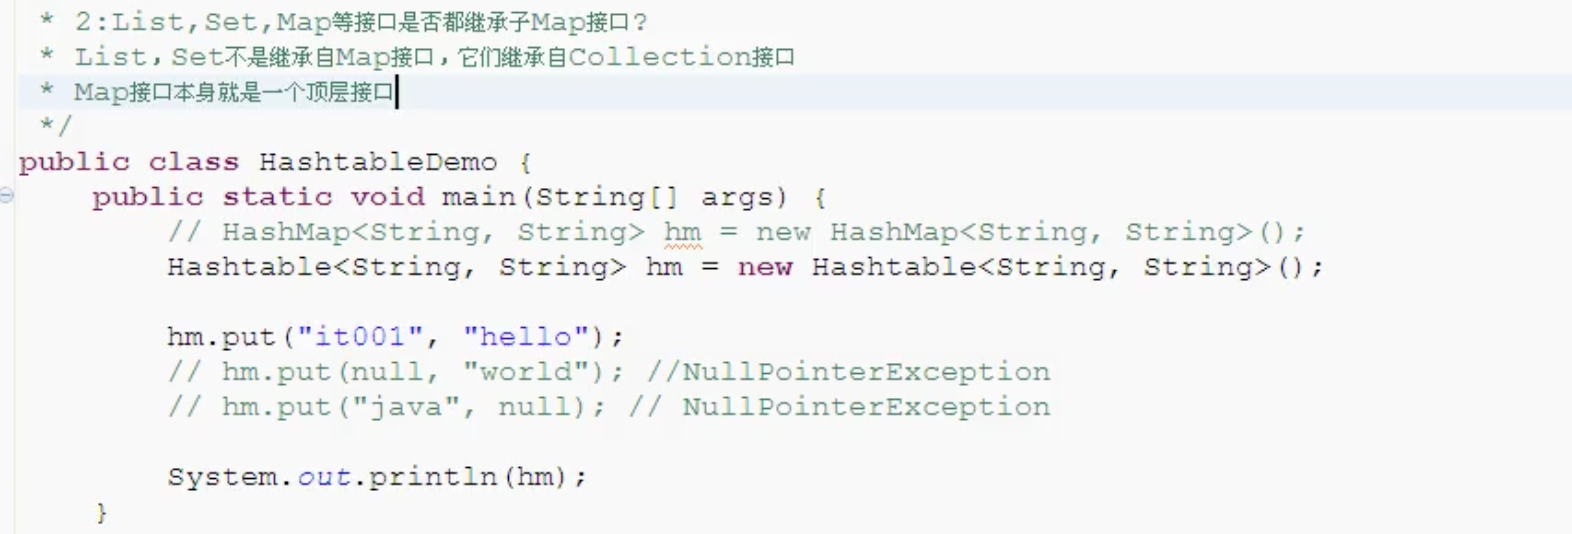 * 2:List,Set,Map等接口是否都继承子Map接口?
* List，Set不是继承自Map接口，它们继承自Collection接口
* Map接口本身就是一个顶层接口
*/
public class HashtableDemo {
public static void main(String[] args) {
// HashMap<String, String> hm = new HashMap<String, String>();
Hashtable<String, String> hm = new Hashtable<String, String>();
hm.put("it001", "hello");
// hm.put(null, "world"); //NullPointerException
// hm.put("java", null); // NullPointerException
System.out.println(hm);
}